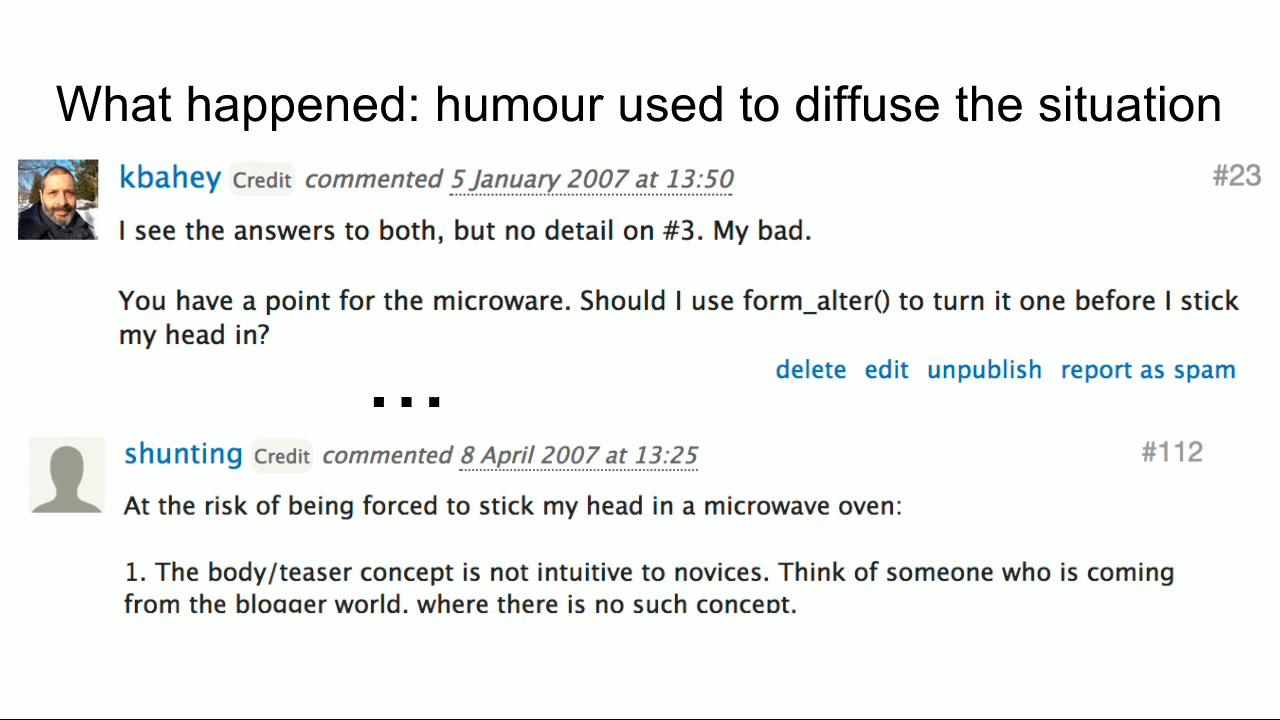 What happened: humour used to diffuse the situation
kbahey Credit commented 5 January 2007 at 13:50 #23
I see the answers to both, but no detail on #3. My bad.
You have a point for the microware. Should I use form_alter() to turn it one before I stick
my head in?
delete edit unpublish report as spam
...
shunting Credit commented 8 April 2007 at 13:25 #112
At the risk of being forced to stick my head in a microwave oven:
1. The body/teaser concept is not intuitive to novices. Think of someone who is coming
from the blogger world, where there is no such concept.